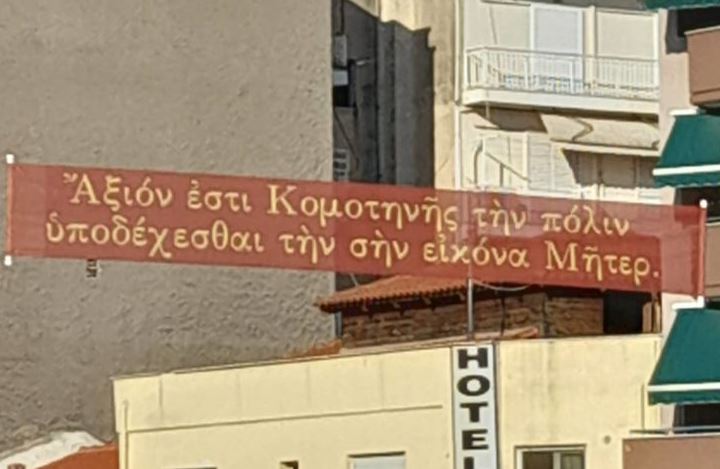 Ἄξιόν ἐστι Κομοτηνῆς τὴν πόλιν
ὑποδέχεσθαι τὴν σὴν εἰκόνα Μῆτερ.
HOTEL